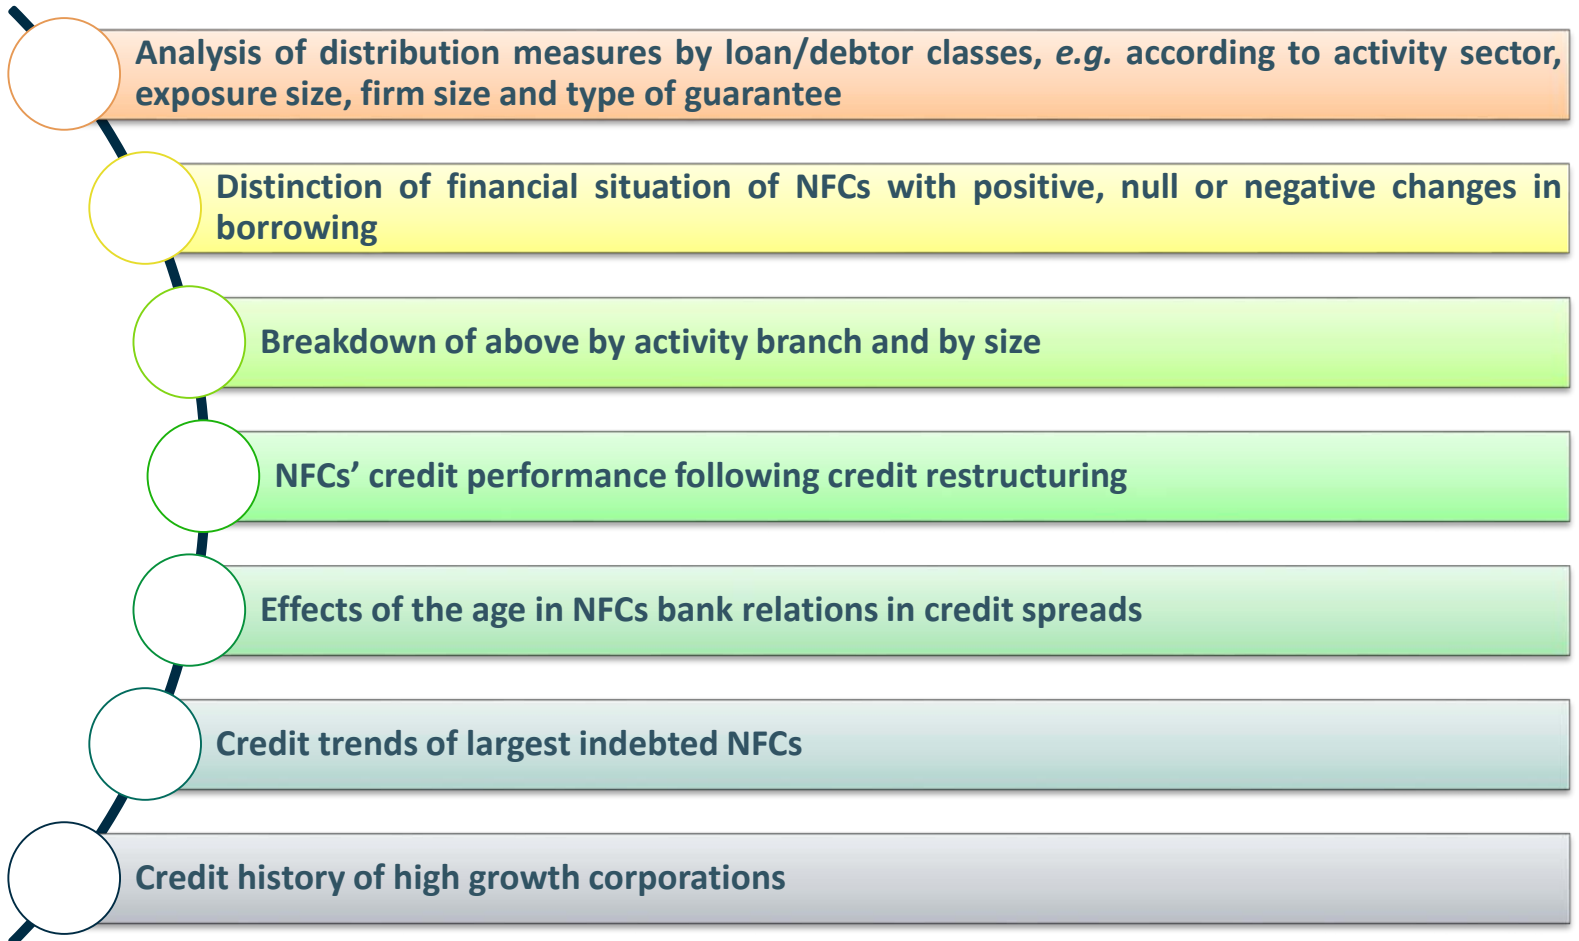 Analysis of distribution measures by loan/debtor classes, e.g. according to activity sector,
exposure size, firm size and type of guarantee
Distinction of financial situation of NFCs with positive, null or negative changes in
borrowing
Breakdown of above by activity branch and by size
NFCs’ credit performance following credit restructuring
Effects of the age in NFCs bank relations in credit spreads
Credit trends of largest indebted NFCs
Credit history of high growth corporations